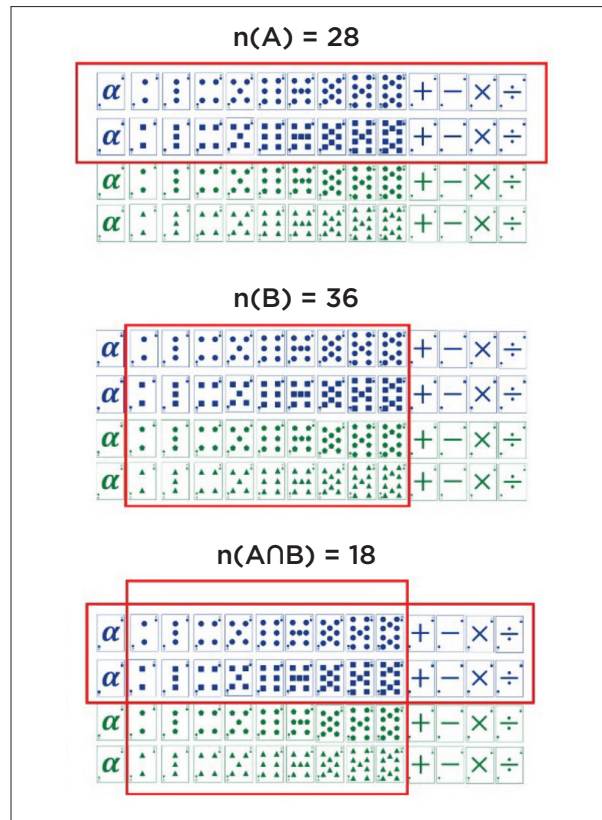 n(A) = 28
α + − × ÷
α + − × ÷
α + − × ÷
α + − × ÷
n(B) = 36
α + − × ÷
α + − × ÷
α + − × ÷
α + − × ÷
n(A∩B) = 18
α + − × ÷
α + − × ÷
α + − × ÷
α + − × ÷